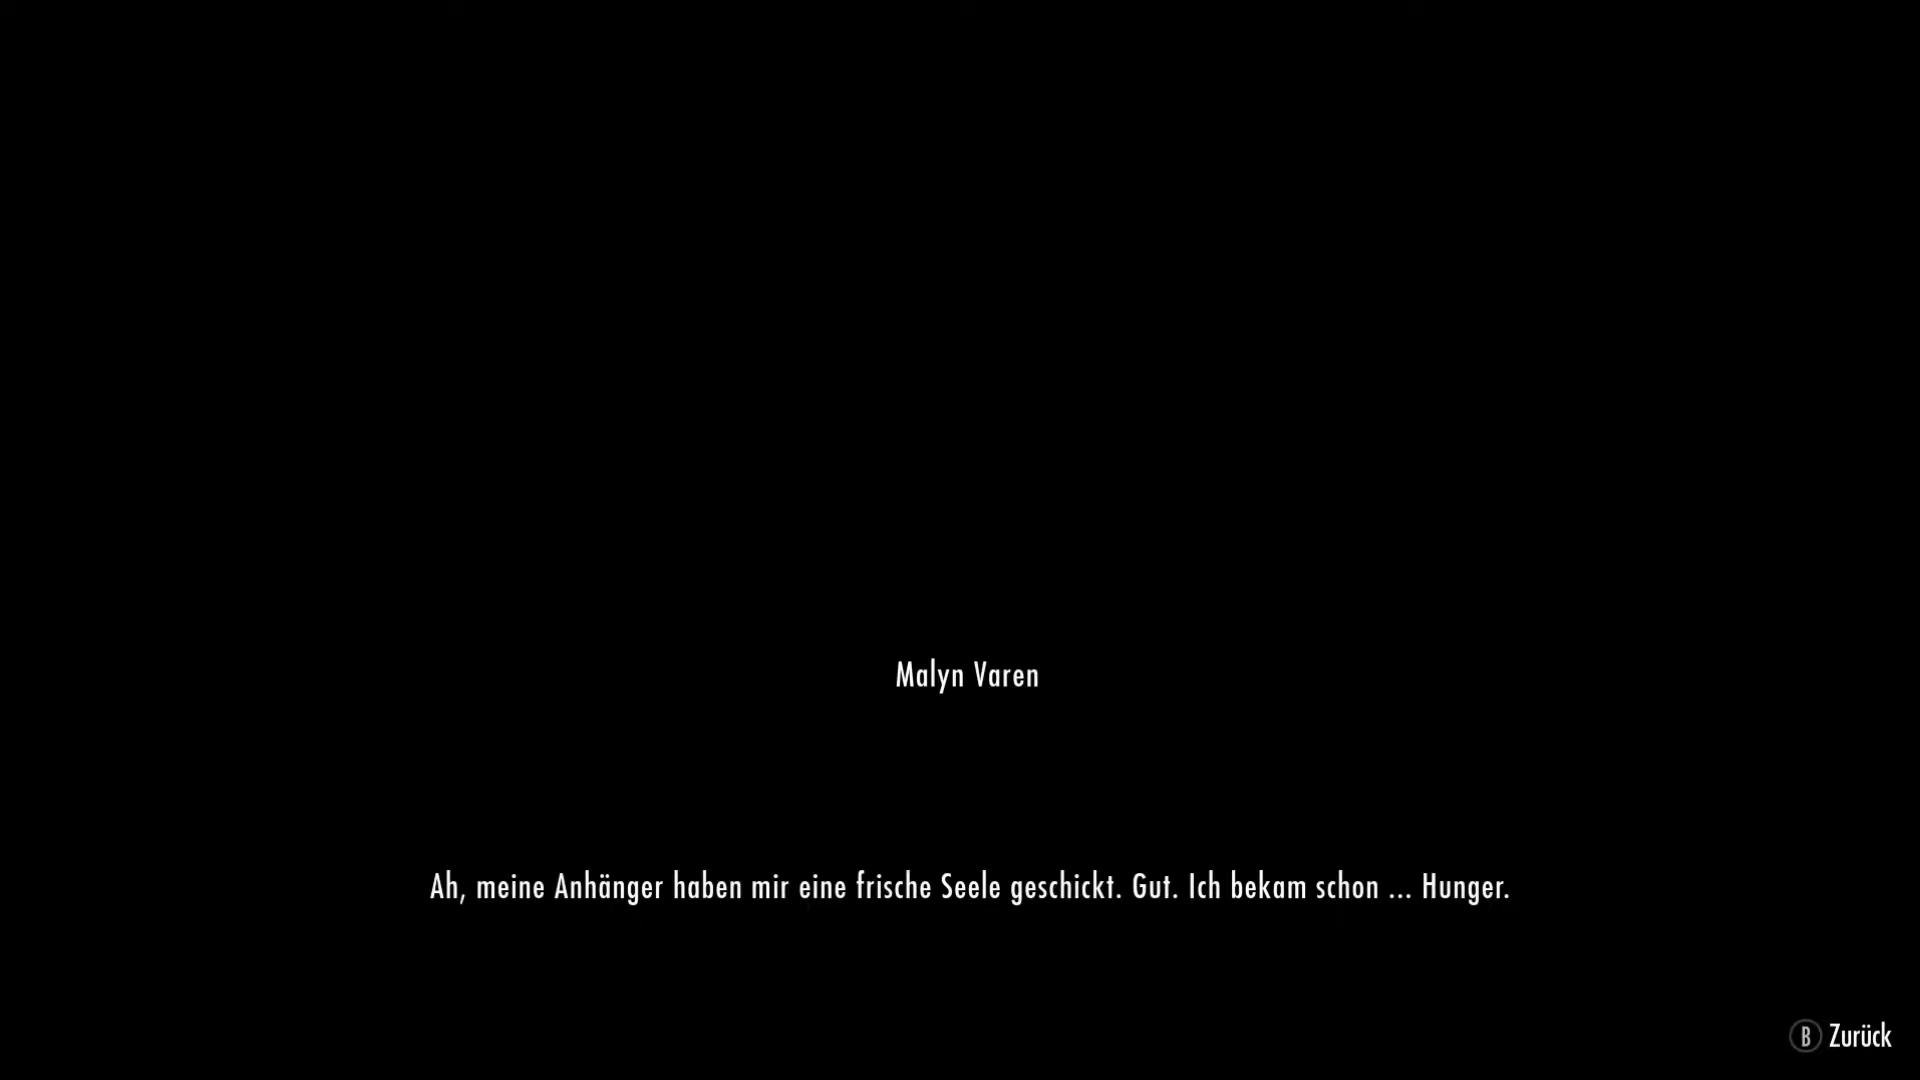 Malyn Varen
Ah, meine Anhänger haben mir eine frische Seele geschickt. Gut. Ich bekam schon ... Hunger.
B Zurück